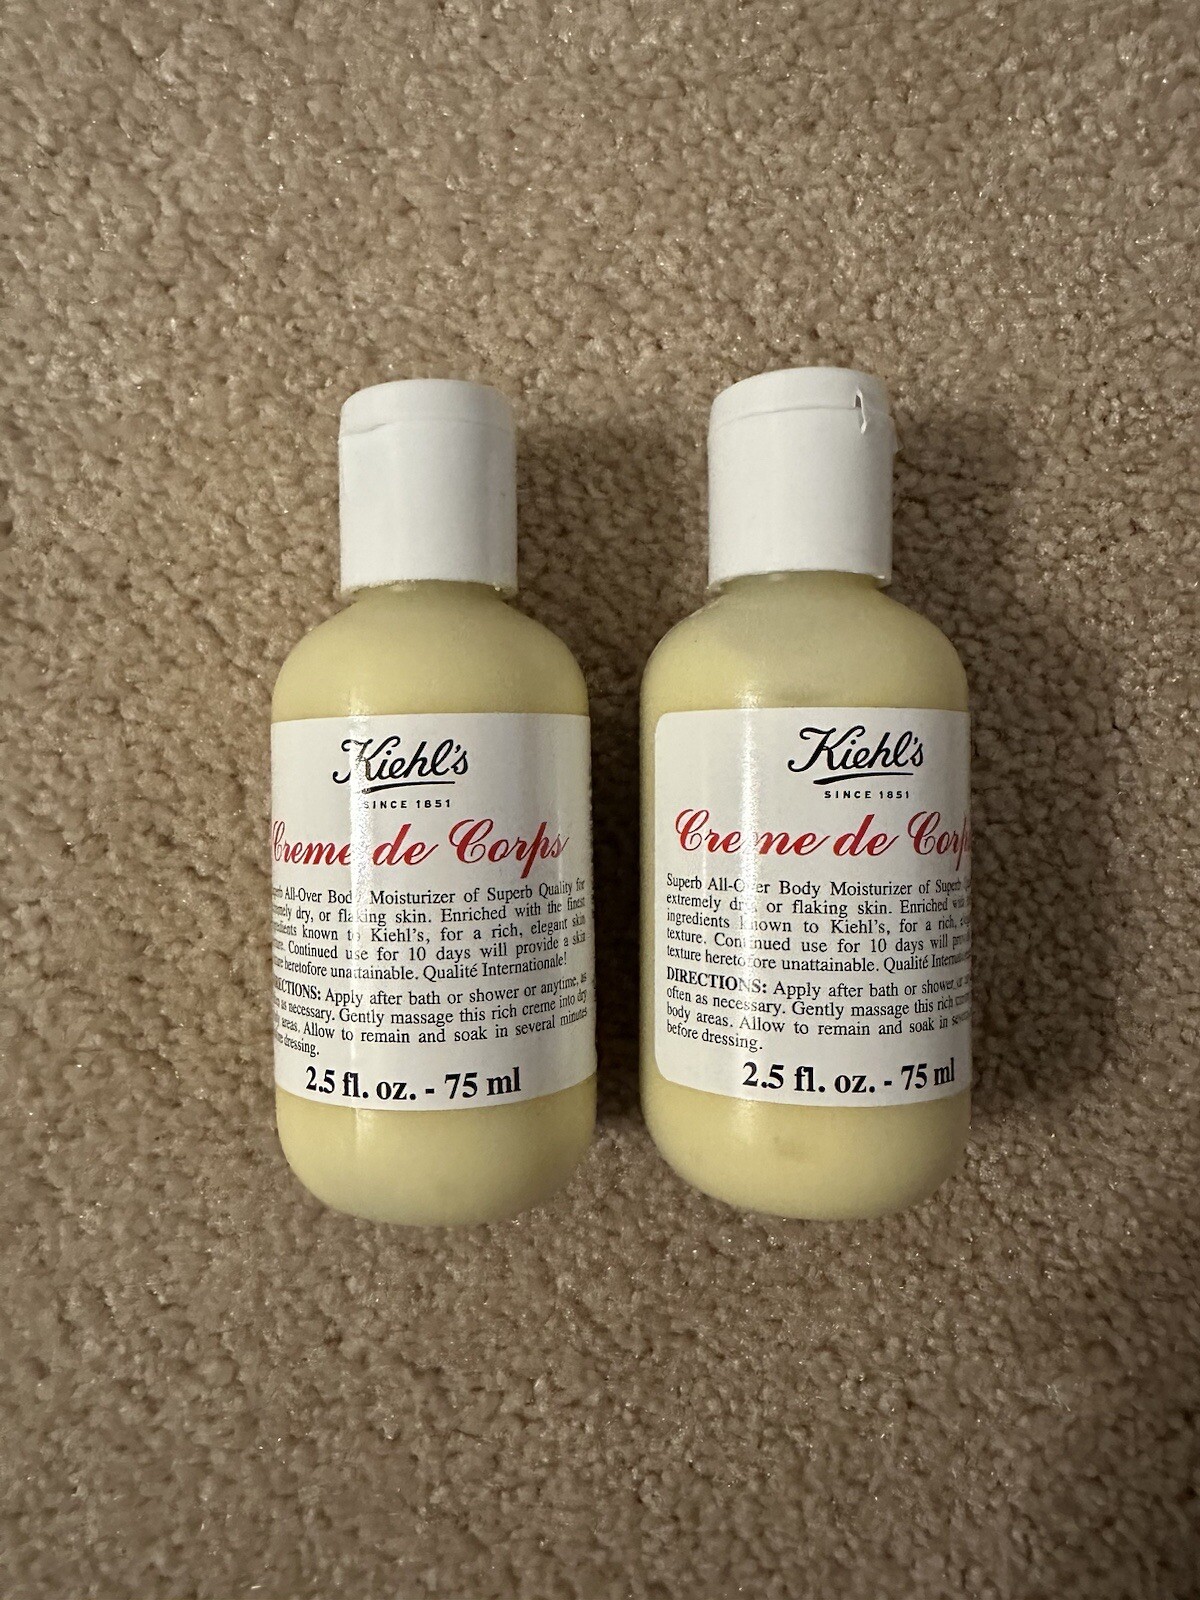 Kiehl's
SINCE 1851
Creme de Corps
All-Over Body Moisturizer of Superb Quality for
dry, or flaking skin. Enriched with the finest
known to Kiehl's, for a rich, elegant skin
Continued use for 10 days will provide a skin
heretofore unattainable. Qualité Internationale!
Apply after bath or shower or anytime, as
as necessary. Gently massage this rich creme into dry
areas. Allow to remain and soak in several minutes
dressing.
2.5 fl. oz. - 75 ml
Kiehl's
SINCE 1851
Creme de
Superb All-Over Body Moisturizer of Superb
extremely dry, or flaking skin. Enriched
ingredients known to Kiehl's, for a rich,
texture. Continued use for 10 days will
texture heretofore unattainable. Qualité
DIRECTIONS: Apply after bath or shower or
often as necessary. Gently massage this rich
body areas. Allow to remain and soak in
before dressing.
2.5 fl. oz. - 75 ml